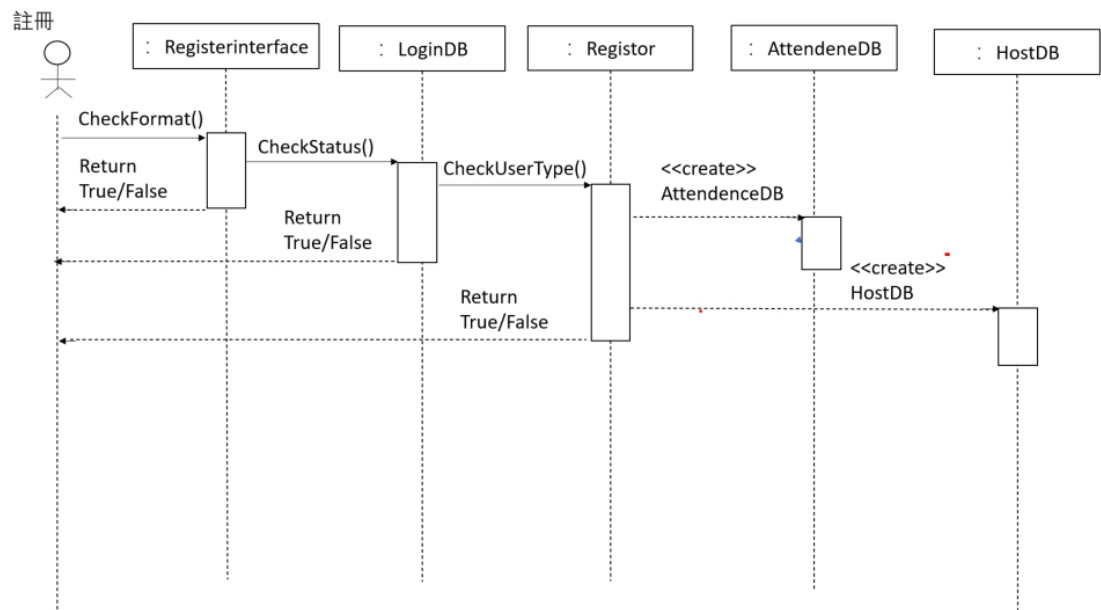 註冊
: Registerinterface
: LoginDB
: Registor
: AttendeneDB
: HostDB
CheckFormat()
CheckStatus()
CheckUserType()
Return
True/False
<<create>>
AttendenceDB
Return
True/False
<<create>>
HostDB
Return
True/False